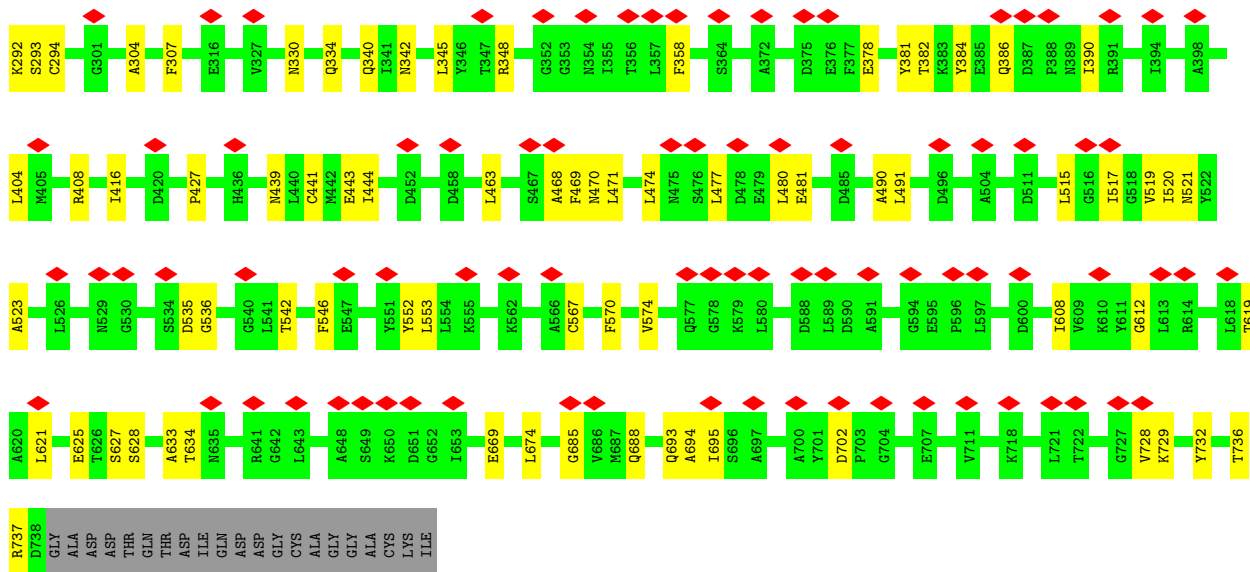 K292 S293 C294 G301 A304 F307 E316 V327 N330 Q334 Q340 I341 N342 L345 Y346 T347 R348 G352 G353 N354 I355 T356 L357 F358 S364 A372 D375 E376 F377 E378 Y381 T382 K383 Y384 E385 Q386 D387 P388 N389 I390 R391 I394 A398
L404 M405 R408 I416 D420 P427 H436 N439 L440 C441 M442 E443 I444 D452 D458 L463 S467 A468 F469 N470 L471 L474 N475 S476 L477 D478 E479 L480 E481 D485 A490 L491 D496 A504 D511 L515 G516 I517 G518 V519 I520 N521 Y522
A523 L526 N529 G530 S534 D535 G536 G540 L541 T542 F546 E547 Y551 Y552 L553 L554 K555 K562 A566 C567 F570 V574 Q577 G578 K579 L580 D588 L589 D590 A591 G594 E595 P596 L597 D600 I608 V609 K610 Y611 G612 L613 R614 L618 T619
A620 L621 E625 T626 S627 S628 A633 T634 N635 R641 G642 L643 A648 S649 K650 D651 G652 I653 E669 L674 G685 V686 M687 Q688 Q693 A694 I695 S696 A697 A700 Y701 D702 P703 G704 E707 V711 K718 L721 T722 G727 V728 K729 Y732 T736
R737 D738 GLY ALA ASP ASP THR GLN THR ASP ILE GLN ASP ASP GLY CYS ALA GLY GLY ALA CYS LYS ILE